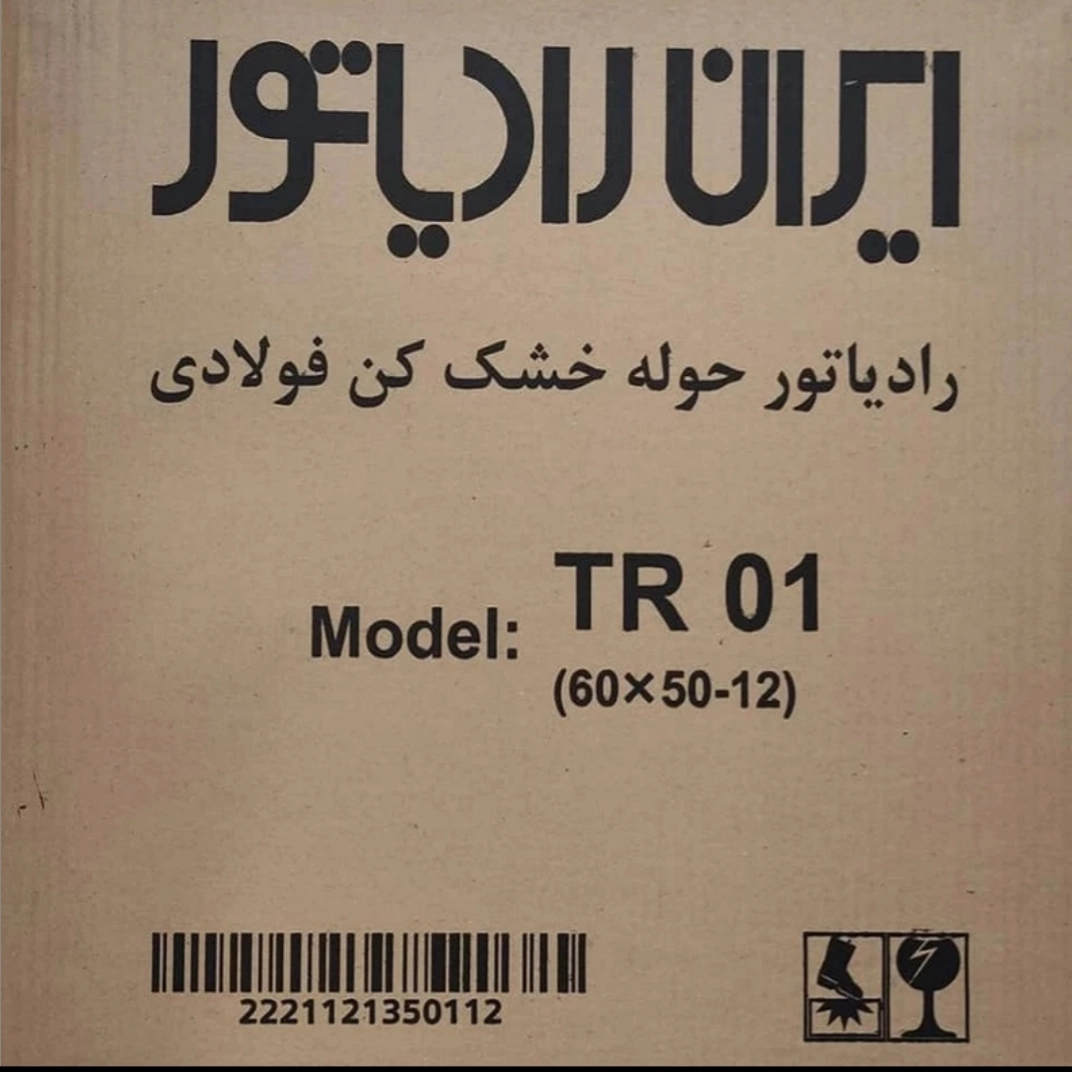 ایران رادیاتور
رادیاتور حوله خشک کن فولادی
Model: TR 01
(60×50-12)
2221121350112